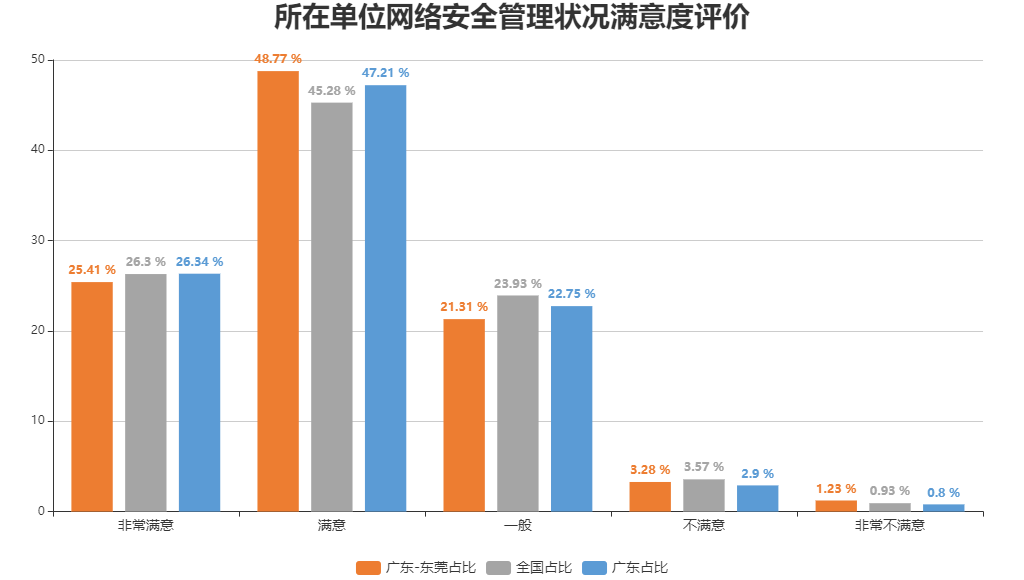 所在单位网络安全管理状况满意度评价
50
40
30
20
10
0
25.41 %
26.3 %
26.34 %
48.77 %
45.28 %
47.21 %
21.31 %
23.93 %
22.75 %
3.28 %
3.57 %
2.9 %
1.23 %
0.93 %
0.8 %
非常满意
满意
一般
不满意
非常不满意
广东-东莞占比
全国占比
广东占比